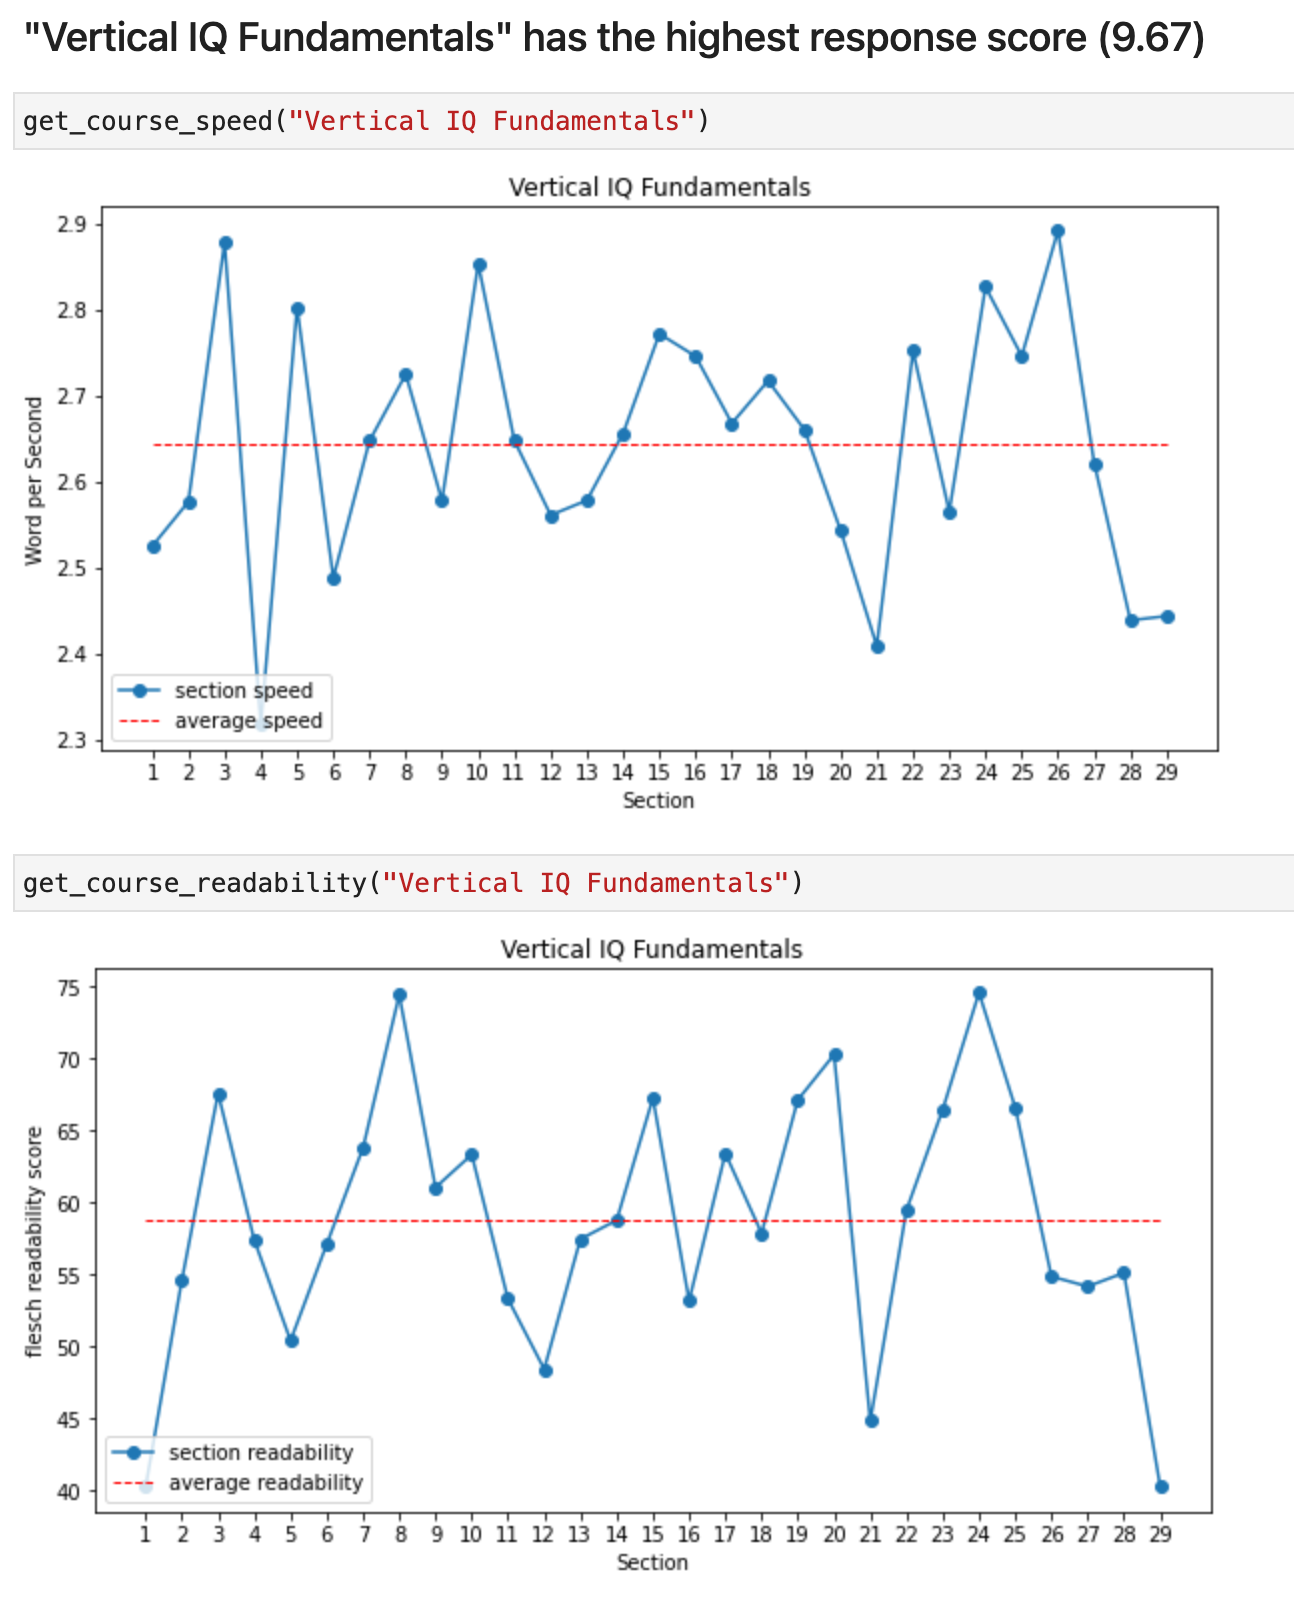 "Vertical IQ Fundamentals" has the highest response score (9.67)
get_course_speed("Vertical IQ Fundamentals")
Vertical IQ Fundamentals
2.9
2.8
2.7
2.6
2.5
2.4
2.3
Word per Second
section speed
average speed
1 2 3 4 5 6 7 8 9 10 11 12 13 14 15 16 17 18 19 20 21 22 23 24 25 26 27 28 29
Section
get_course_readability("Vertical IQ Fundamentals")
Vertical IQ Fundamentals
75
70
65
60
55
50
45
40
flesch readability score
section readability
average readability
1 2 3 4 5 6 7 8 9 10 11 12 13 14 15 16 17 18 19 20 21 22 23 24 25 26 27 28 29
Section